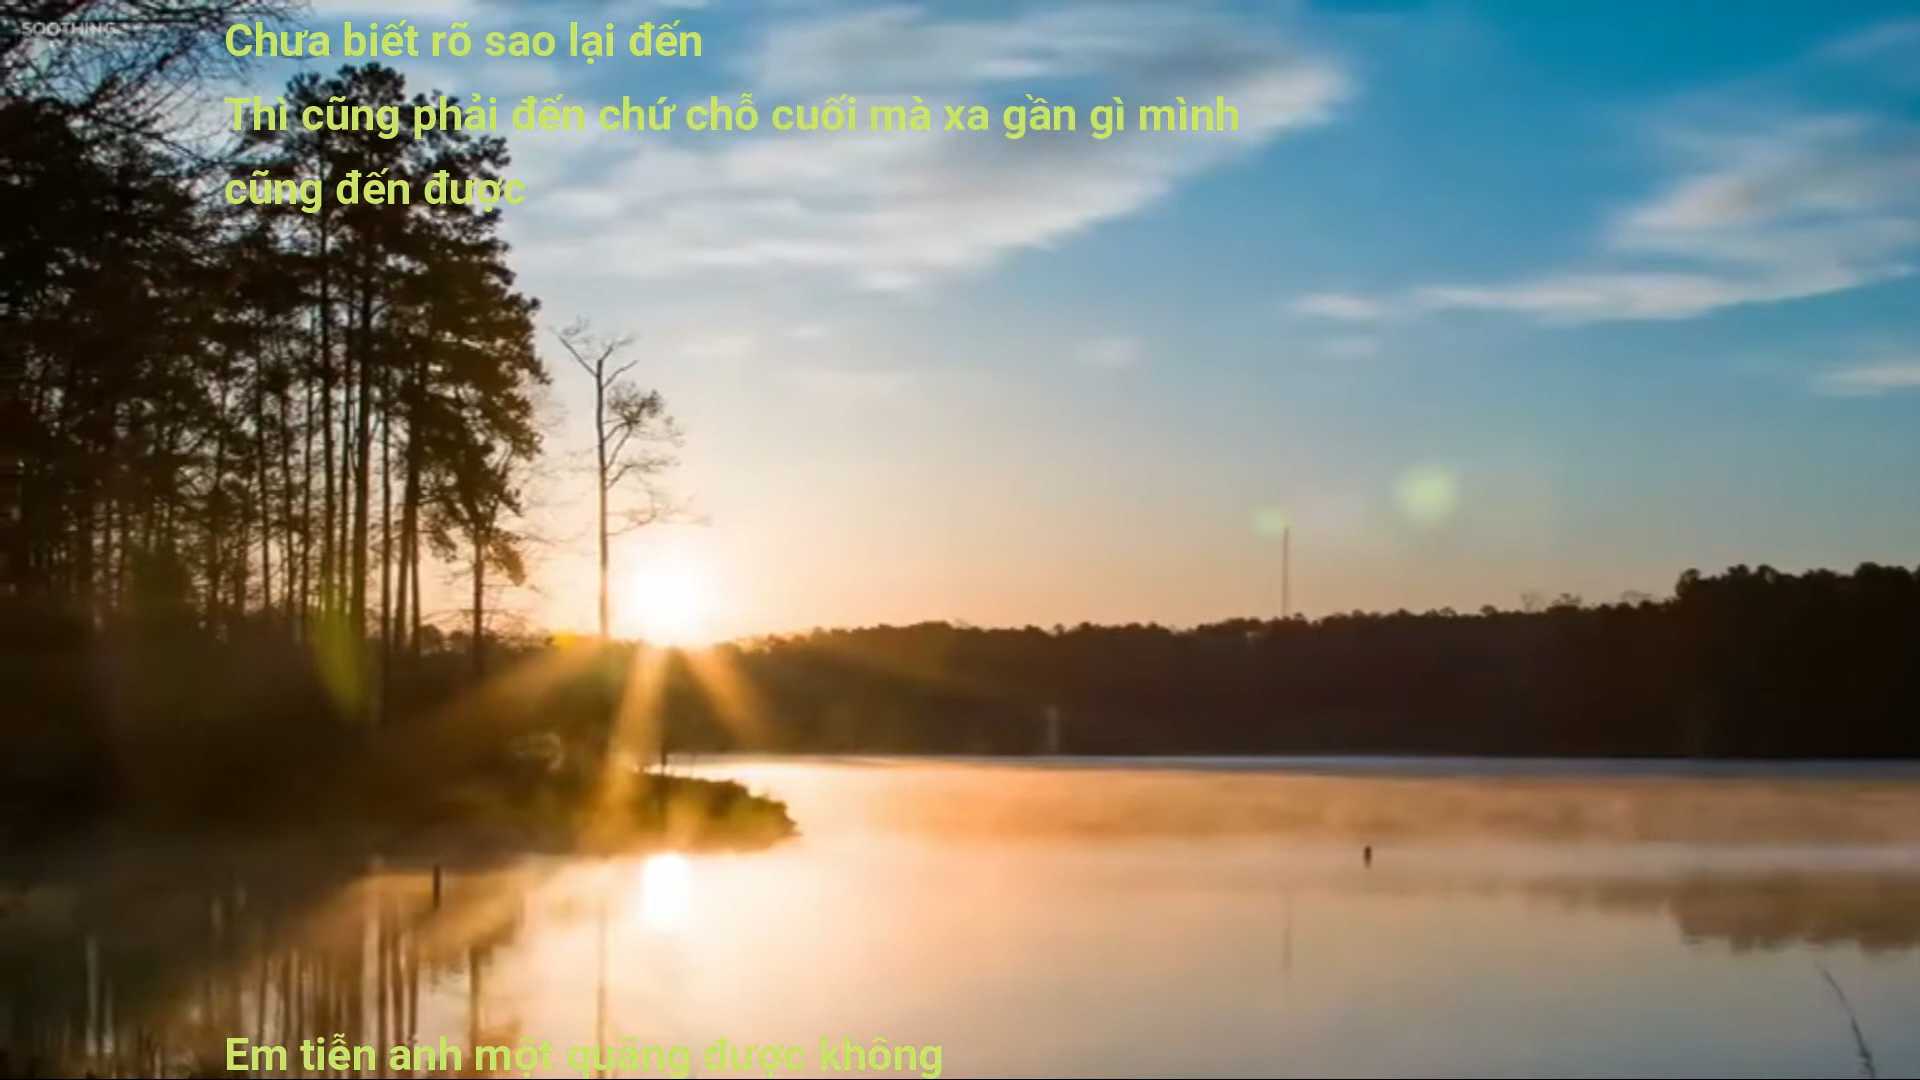 SOOTHING
Chưa biết rõ sao lại đến
Thì cũng phải đến chứ chỗ cuối mà xa gần gì mình
cũng đến được
Em tiễn anh một quãng được không